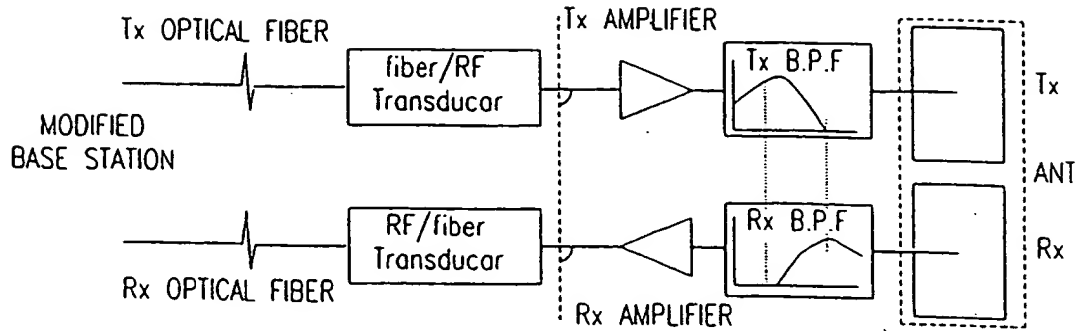 Tx OPTICAL FIBER
Tx AMPLIFIER
fiber/RF
Transducar
Tx B.P.F
Tx
MODIFIED
BASE STATION
ANT
RF/fiber
Transducar
Rx B.P.F
Rx
Rx OPTICAL FIBER
Rx AMPLIFIER